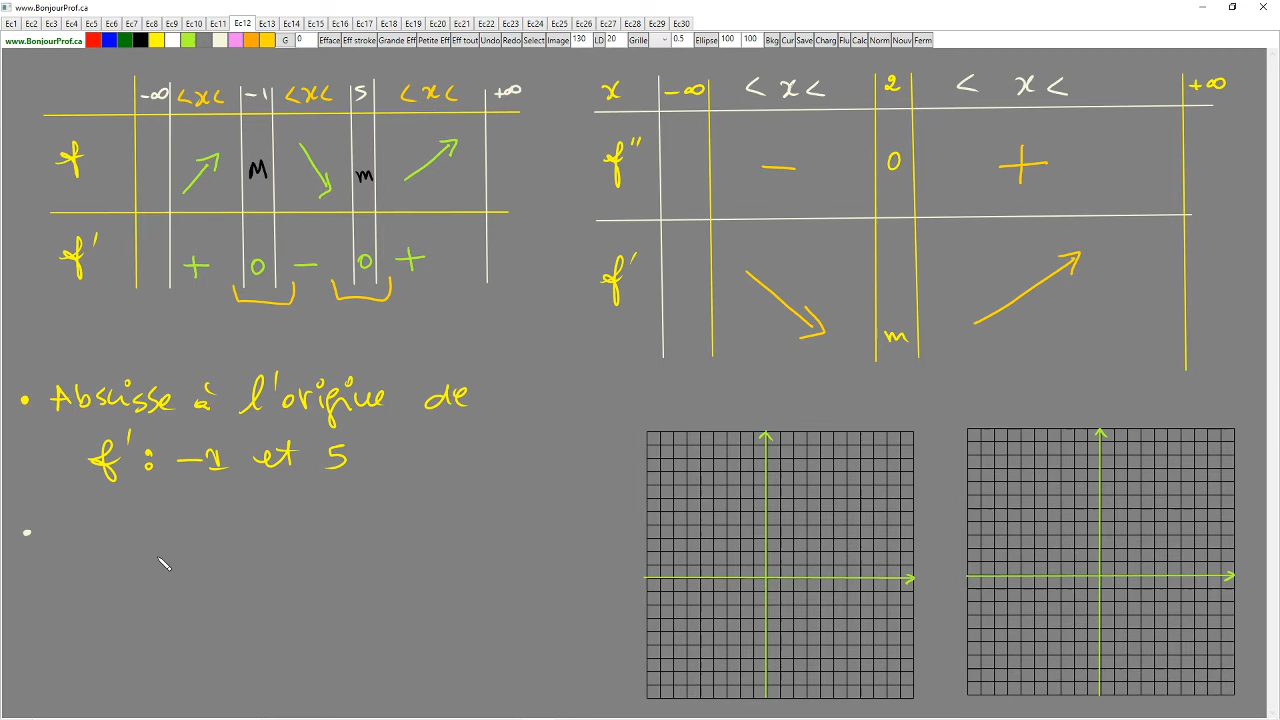 www.BonjourProf.ca
Ec1 Ec2 Ec3 Ec4 Ec5 Ec6 Ec7 Ec8 Ec9 Ec10 Ec11 Ec12 Ec13 Ec14 Ec15 Ec16 Ec17 Ec18 Ec19 Ec20 Ec21 Ec22 Ec23 Ec24 Ec25 Ec26 Ec27 Ec28 Ec29 Ec30
www.BonjourProf.ca G 0 Efface Eff stroke Grande Eff Petite Eff Eff tout Undo Redo Select Image 130 LD 20 Grille 0.5 Ellipse 100 100 Bkg Cur Save Charg Flu Calc Norm Nouv Ferm
-∞ <x< -1 <x< 5 <x< +∞
f ↗ M ↘ m ↗
f' + 0 - 0 +
x -∞ < x < 2 < x < +∞
f" - 0 +
f' ↘ m ↗
• Abscisse à l'origine de
f' : -1 et 5
•